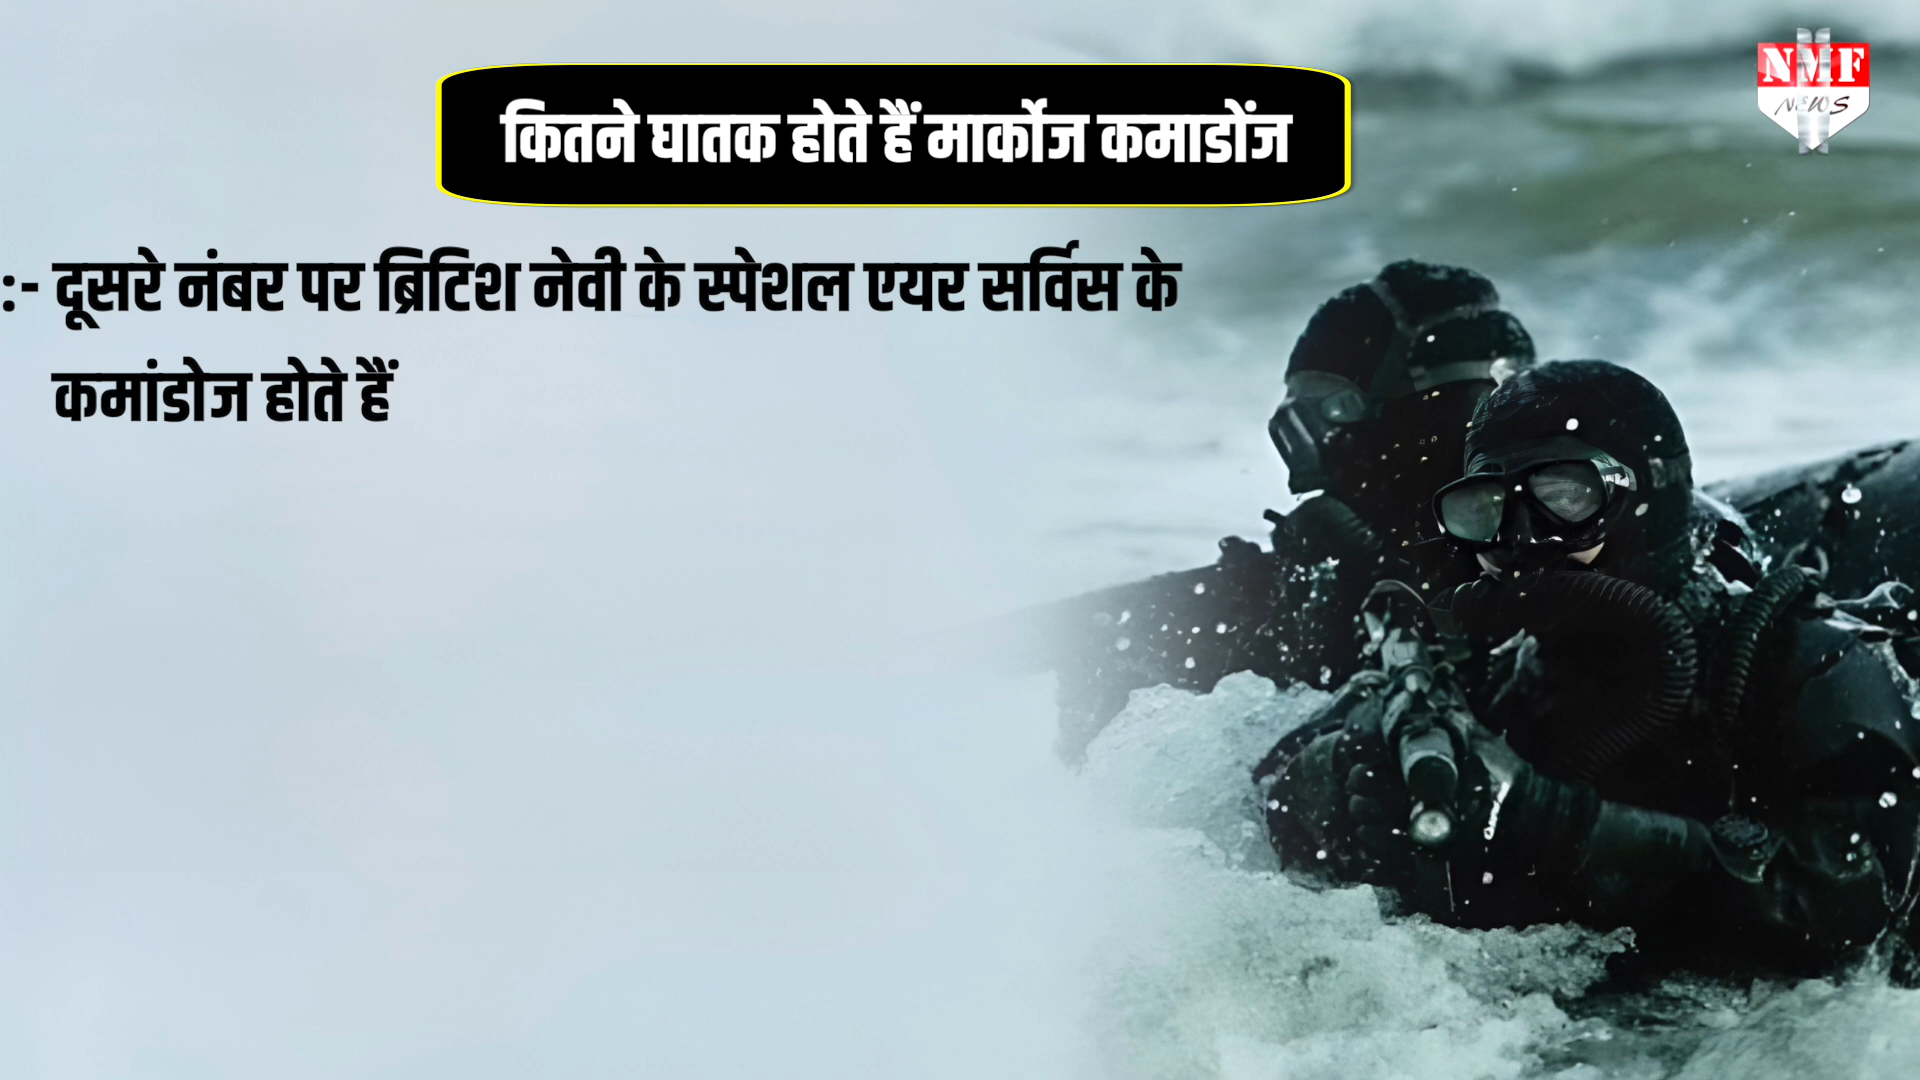 कितने घातक होते हैं मार्कोज कमाडोंज
NMF
NEWS
:- दूसरे नंबर पर ब्रिटिश नेवी के स्पेशल एयर सर्विस के
कमांडोज होते हैं